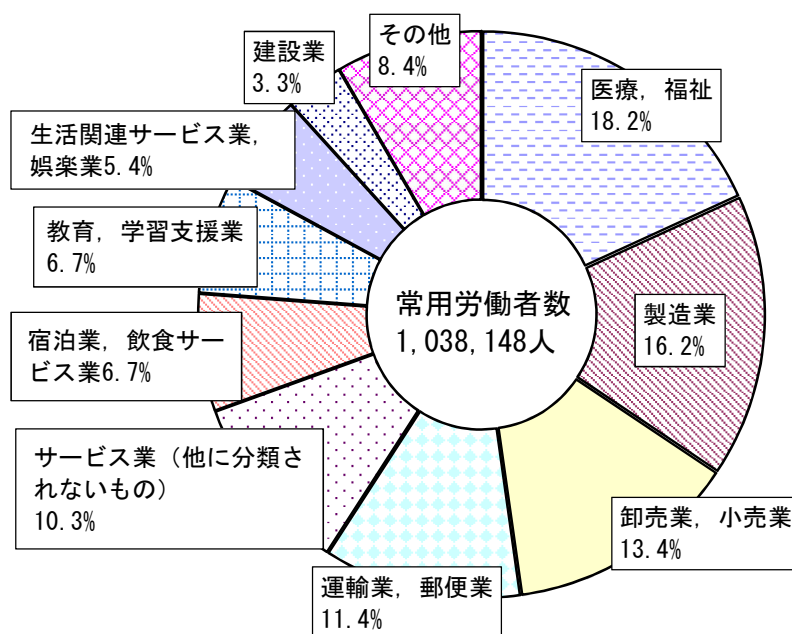 医療，福祉
18.2%
製造業
16.2%
卸売業，小売業
13.4%
運輸業，郵便業
11.4%
サービス業（他に分類さ
れないもの）
10.3%
宿泊業，飲食サー
ビス業6.7%
教育，学習支援業
6.7%
生活関連サービス業，
娯楽業5.4%
建設業
3.3%
その他
8.4%
常用労働者数
1,038,148人